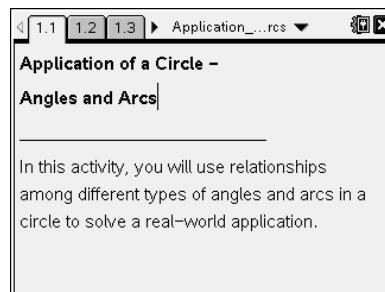 1.1 1.2 1.3 Application_...rcs
Application of a Circle –
Angles and Arcs
In this activity, you will use relationships
among different types of angles and arcs in a
circle to solve a real-world application.